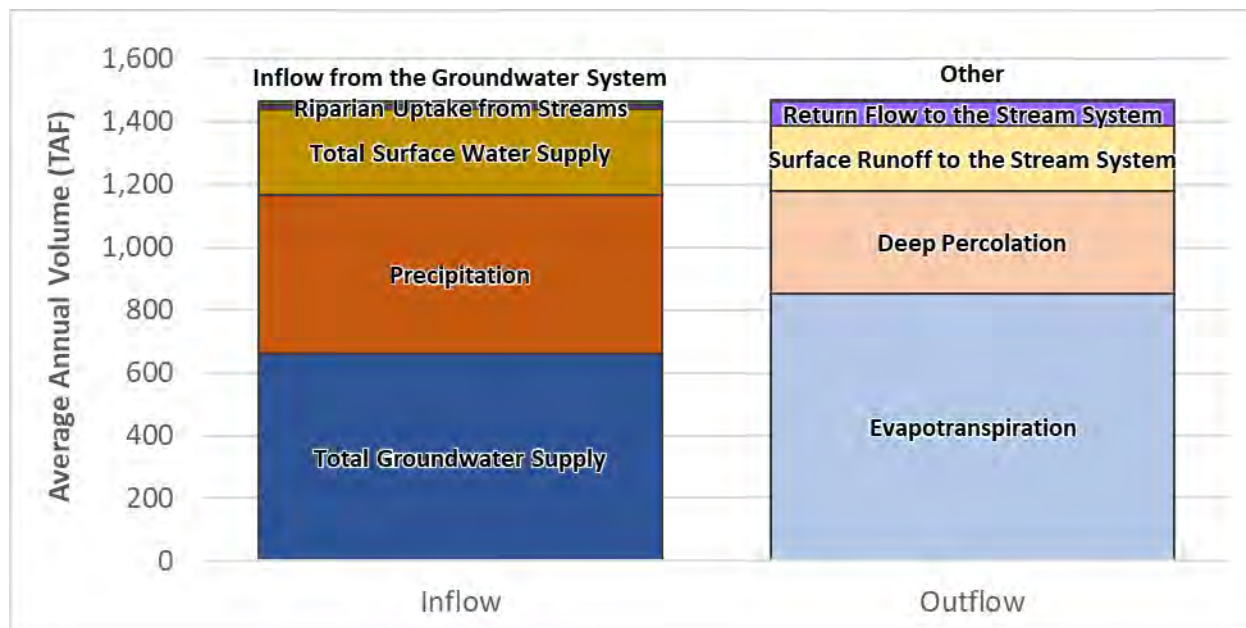 Average Annual Volume (TAF)
1,600
1,400
1,200
1,000
800
600
400
200
0
Inflow from the Groundwater System
Riparian Uptake from Streams
Total Surface Water Supply
Precipitation
Total Groundwater Supply
Other
Return Flow to the Stream System
Surface Runoff to the Stream System
Deep Percolation
Evapotranspiration
Inflow
Outflow